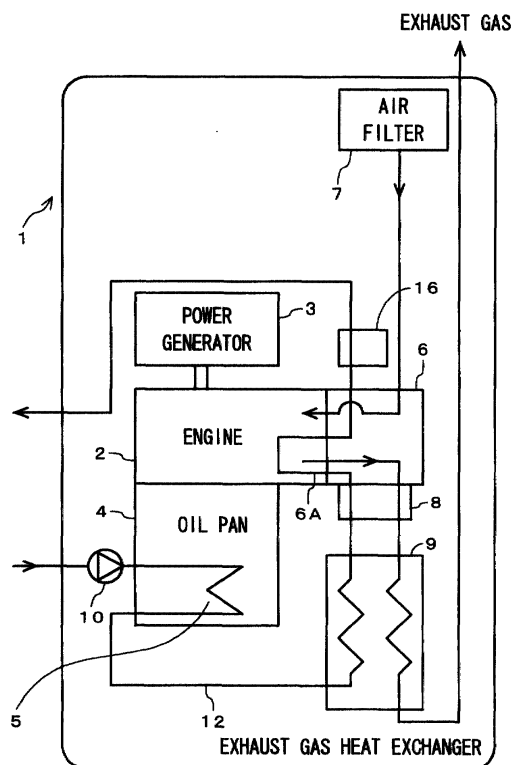 EXHAUST GAS
AIR
FILTER
7
1
POWER
GENERATOR
3
16
6
ENGINE
2
6A
8
4
OIL PAN
9
10
5
12
EXHAUST GAS HEAT EXCHANGER